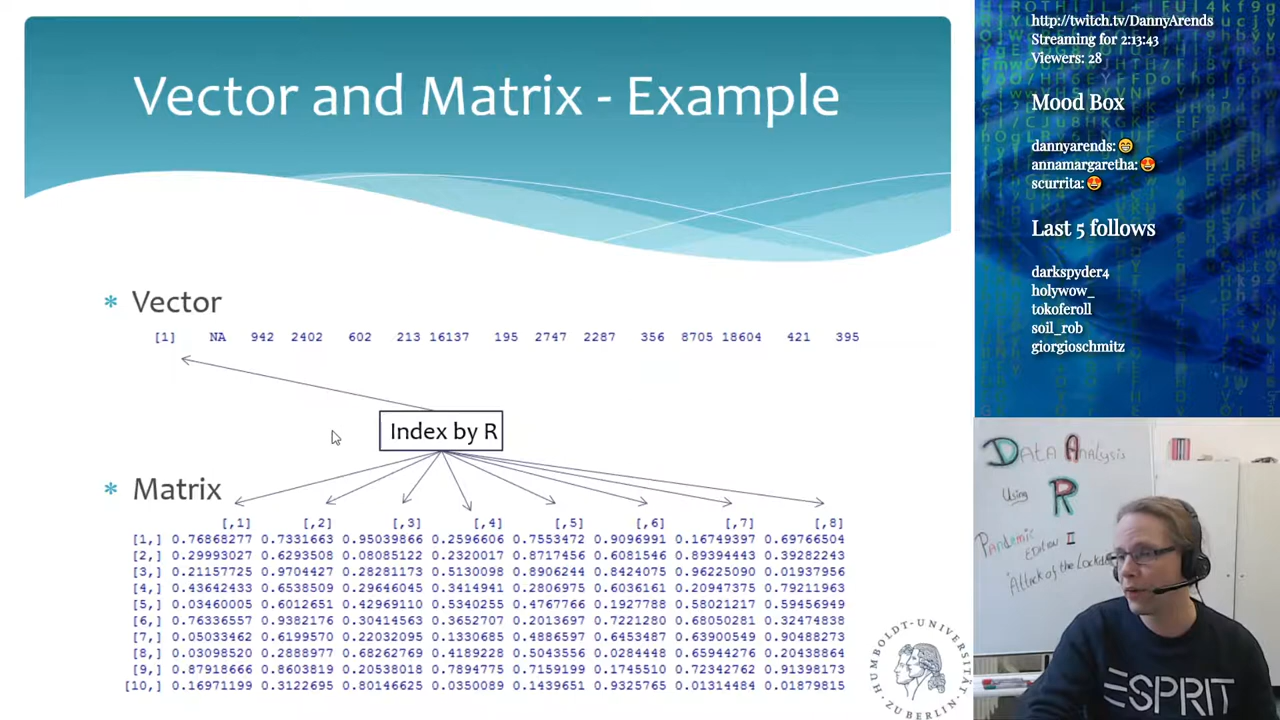 Vector and Matrix - Example
* Vector
[1] NA 942 2402 602 213 16137 195 2747 2287 356 8705 18604 421 395
Index by R
* Matrix
[,1] [,2] [,3] [,4] [,5] [,6] [,7] [,8]
[1,] 0.76868277 0.7331663 0.95039866 0.2596606 0.7553472 0.9096991 0.16749397 0.69766504
[2,] 0.29993027 0.6293508 0.08085122 0.2320017 0.8717456 0.6081546 0.89394443 0.39282243
[3,] 0.21157725 0.9704427 0.28281173 0.5130098 0.8906244 0.8424075 0.96225090 0.01937956
[4,] 0.43642433 0.6538509 0.29646045 0.3414941 0.2806975 0.6036161 0.20947375 0.79211963
[5,] 0.03460005 0.6012651 0.42969110 0.5340255 0.4767766 0.1927788 0.58021217 0.59456949
[6,] 0.76336557 0.9382176 0.30414563 0.3652707 0.2013697 0.7221280 0.68050281 0.32474838
[7,] 0.05033462 0.6199570 0.22032095 0.1330685 0.4886597 0.6453487 0.63900549 0.90488273
[8,] 0.03098520 0.2888977 0.68262769 0.4189228 0.5043556 0.0284448 0.65944276 0.20438864
[9,] 0.87918666 0.8603819 0.20538018 0.7894775 0.7159199 0.1745510 0.72342762 0.91398173
[10,] 0.16971199 0.3122695 0.80146625 0.0350089 0.1439651 0.9325765 0.01314484 0.01879815
HUMBOLDT-UNIVERSITÄT
ZU BERLIN
http://twitch.tv/DannyArends
Streaming for 2:13:43
Viewers: 28
Mood Box
dannyarends:
annamargaretha:
scurrita:
Last 5 follows
darkspyder4
holywow_
tokoferoll
soil_rob
giorgioschmitz
Data Analysis
Using R
Pandemic
Edition II
"Attack of the Lockdown
ESPRIT